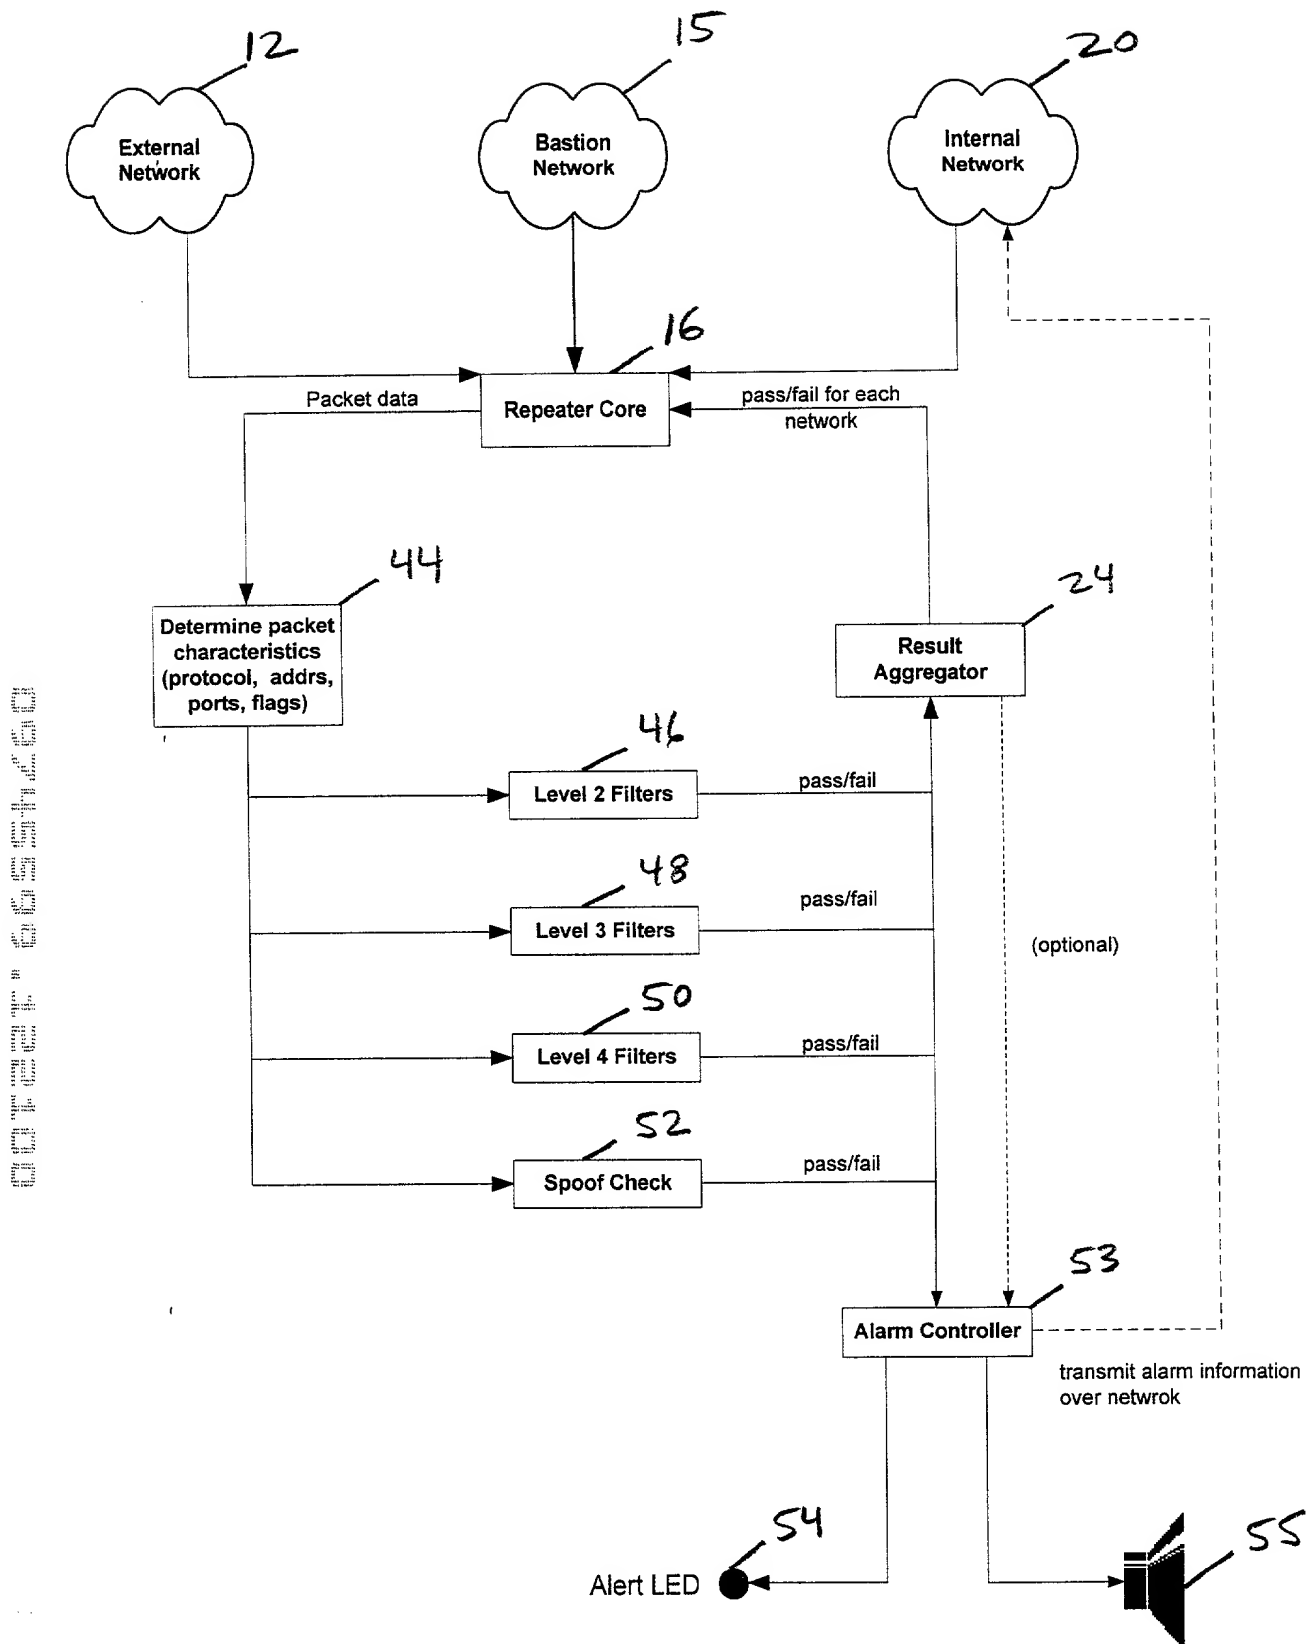 12
15
20
External
Network
Bastion
Network
Internal
Network
16
Packet data
Repeater Core
pass/fail for each
network
44
24
Determine packet
characteristics
(protocol, addrs,
ports, flags)
Result
Aggregator
46
Level 2 Filters
pass/fail
48
Level 3 Filters
pass/fail
(optional)
50
Level 4 Filters
pass/fail
52
Spoof Check
pass/fail
53
Alarm Controller
transmit alarm information
over netwrok
54
Alert LED
55